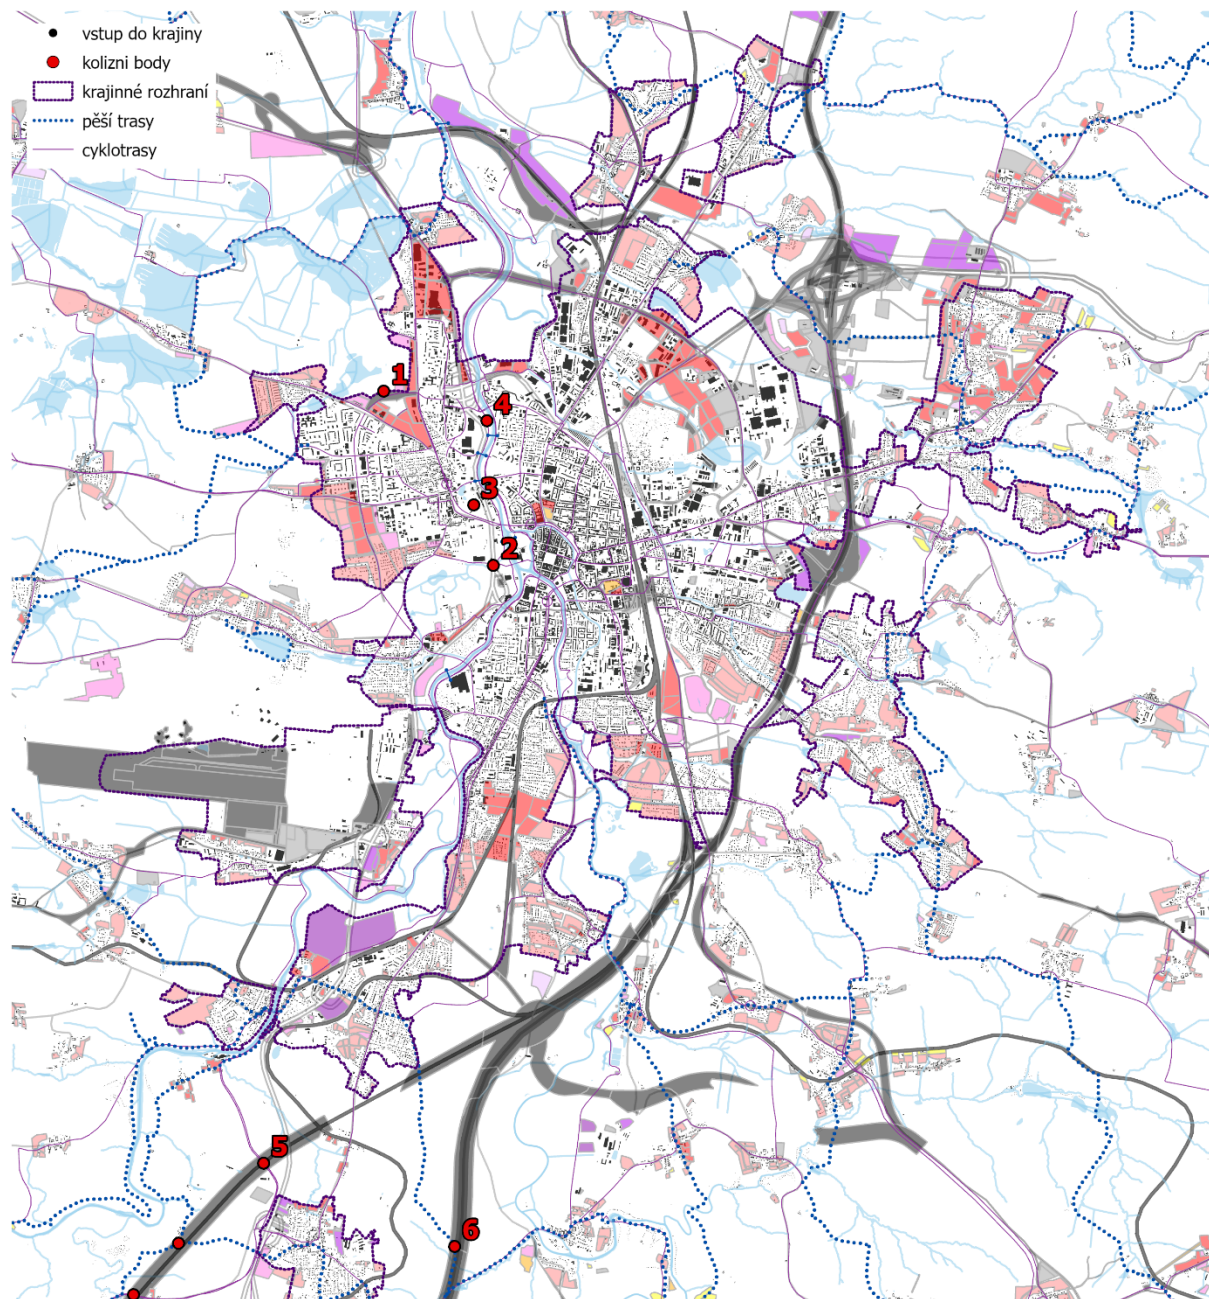 vstup do krajiny
kolizni body
krajinné rozhraní
pěší trasy
cyklotrasy
1
4
3
2
5
6